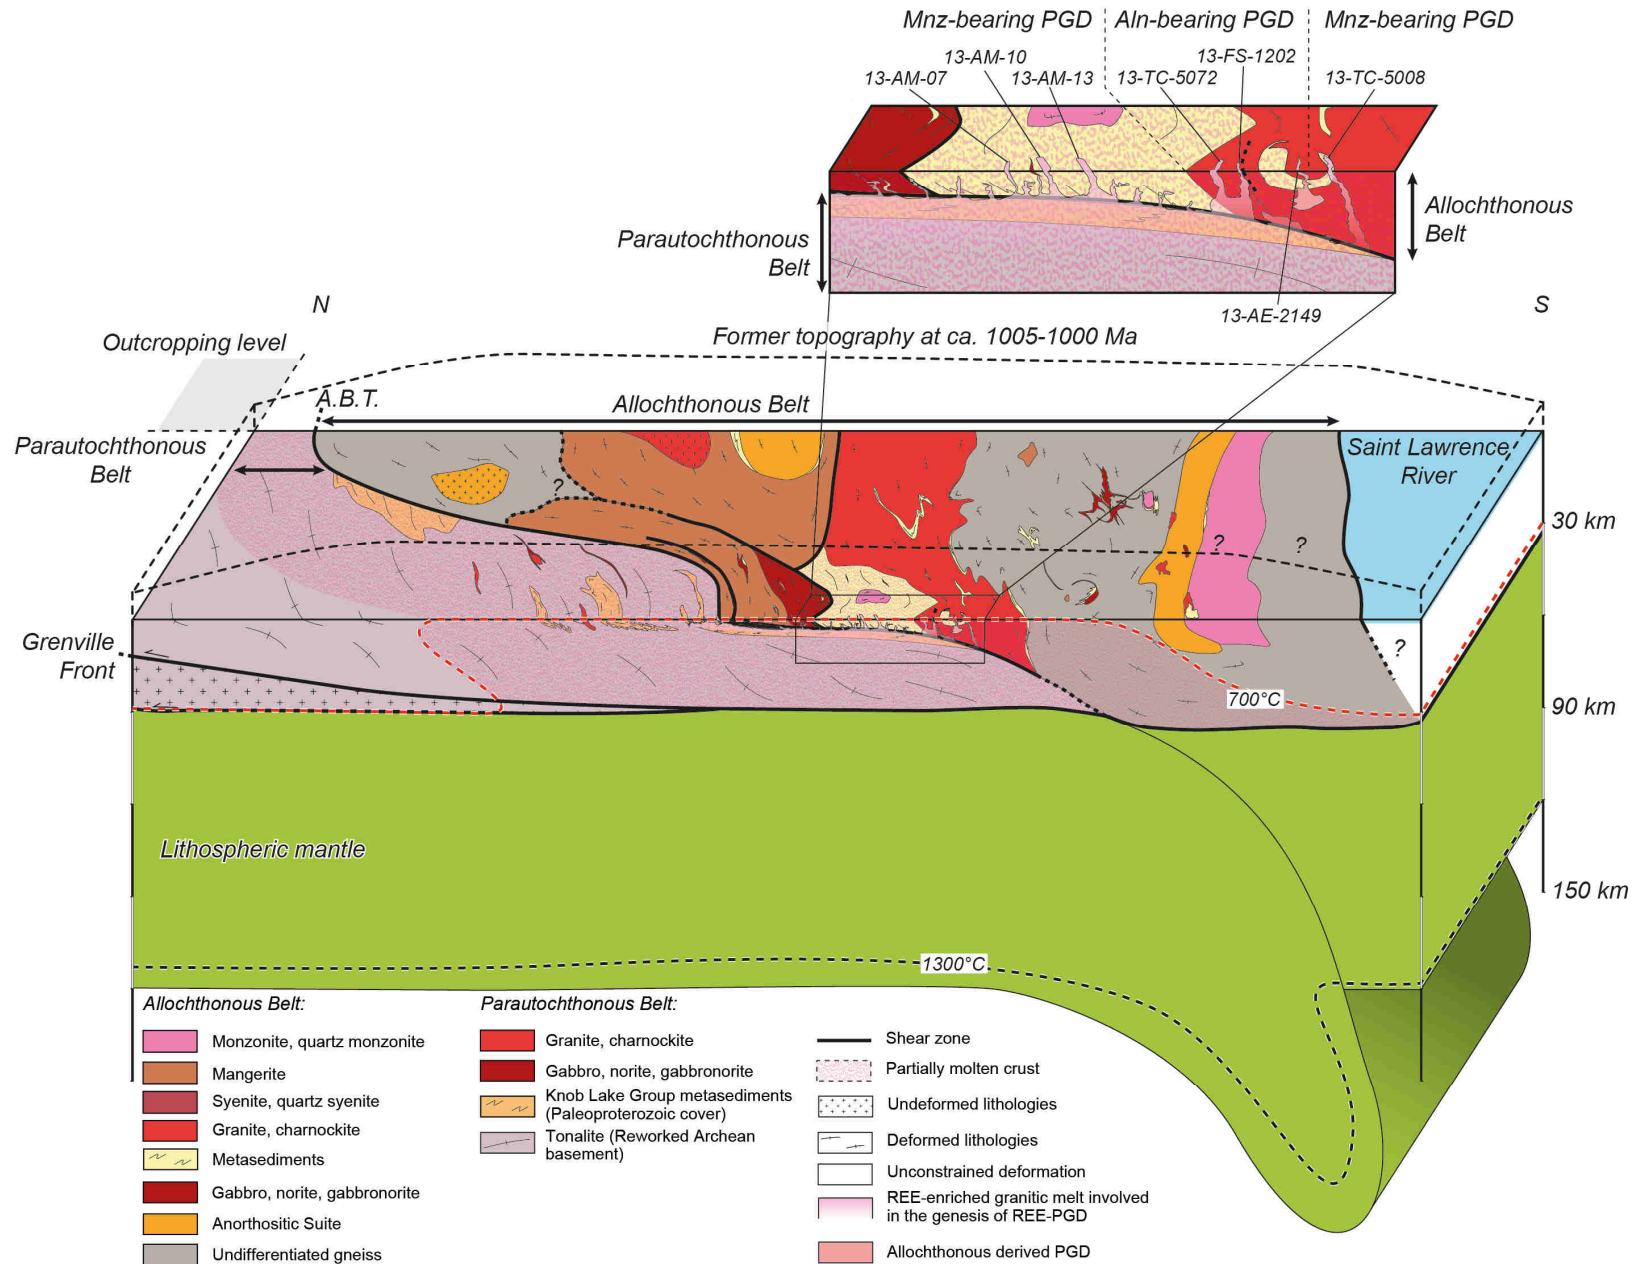 Mnz-bearing PGD
Aln-bearing PGD
Mnz-bearing PGD
13-AM-10
13-FS-1202
13-AM-07
13-AM-13
13-TC-5072
13-TC-5008
Parautochthonous
Belt
Allochthonous
Belt
13-AE-2149
N
S
Outcropping level
Former topography at ca. 1005-1000 Ma
A.B.T.
Allochthonous Belt
Parautochthonous
Belt
Saint Lawrence
River
?
?
?
?
30 km
Grenville
Front
700°C
90 km
Lithospheric mantle
150 km
1300°C
Allochthonous Belt:
Monzonite, quartz monzonite
Mangerite
Syenite, quartz syenite
Granite, charnockite
Metasediments
Gabbro, norite, gabbronorite
Anorthositic Suite
Undifferentiated gneiss
Parautochthonous Belt:
Granite, charnockite
Gabbro, norite, gabbronorite
Knob Lake Group metasediments
(Paleoproterozoic cover)
Tonalite (Reworked Archean
basement)
Shear zone
Partially molten crust
Undeformed lithologies
Deformed lithologies
Unconstrained deformation
REE-enriched granitic melt involved
in the genesis of REE-PGD
Allochthonous derived PGD